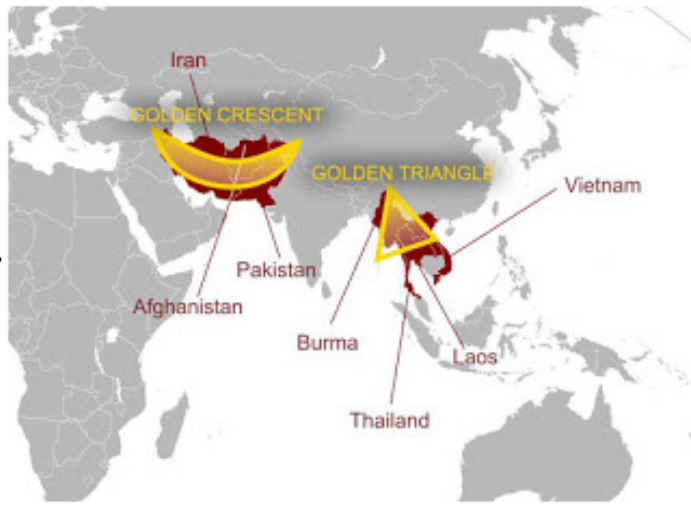 Iran
GOLDEN CRESCENT
GOLDEN TRIANGLE
Vietnam
Pakistan
Afghanistan
Burma
Laos
Thailand